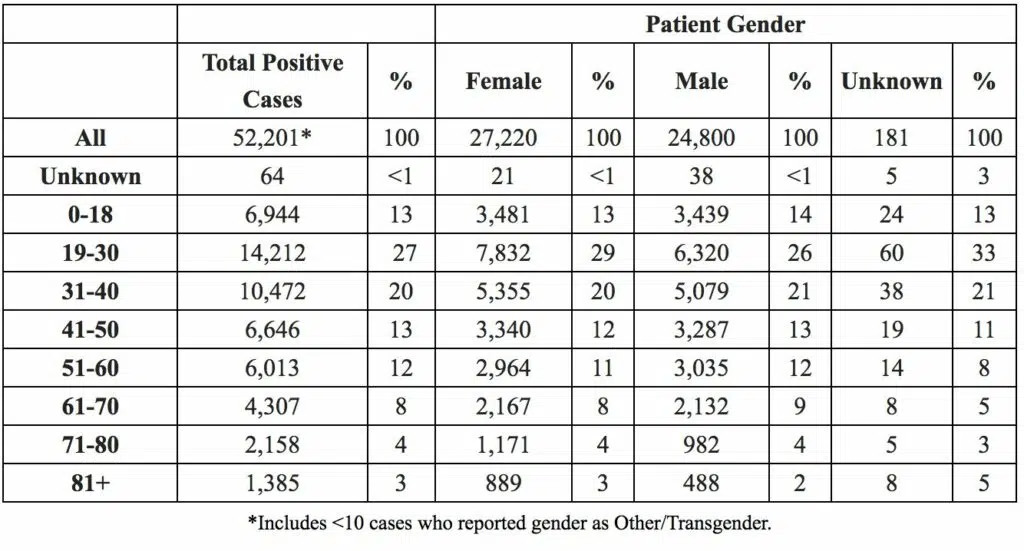 Patient Gender
Total Positive Cases % Female % Male % Unknown %
All 52,201* 100 27,220 100 24,800 100 181 100
Unknown 64 <1 21 <1 38 <1 5 3
0-18 6,944 13 3,481 13 3,439 14 24 13
19-30 14,212 27 7,832 29 6,320 26 60 33
31-40 10,472 20 5,355 20 5,079 21 38 21
41-50 6,646 13 3,340 12 3,287 13 19 11
51-60 6,013 12 2,964 11 3,035 12 14 8
61-70 4,307 8 2,167 8 2,132 9 8 5
71-80 2,158 4 1,171 4 982 4 5 3
81+ 1,385 3 889 3 488 2 8 5
*Includes <10 cases who reported gender as Other/Transgender.